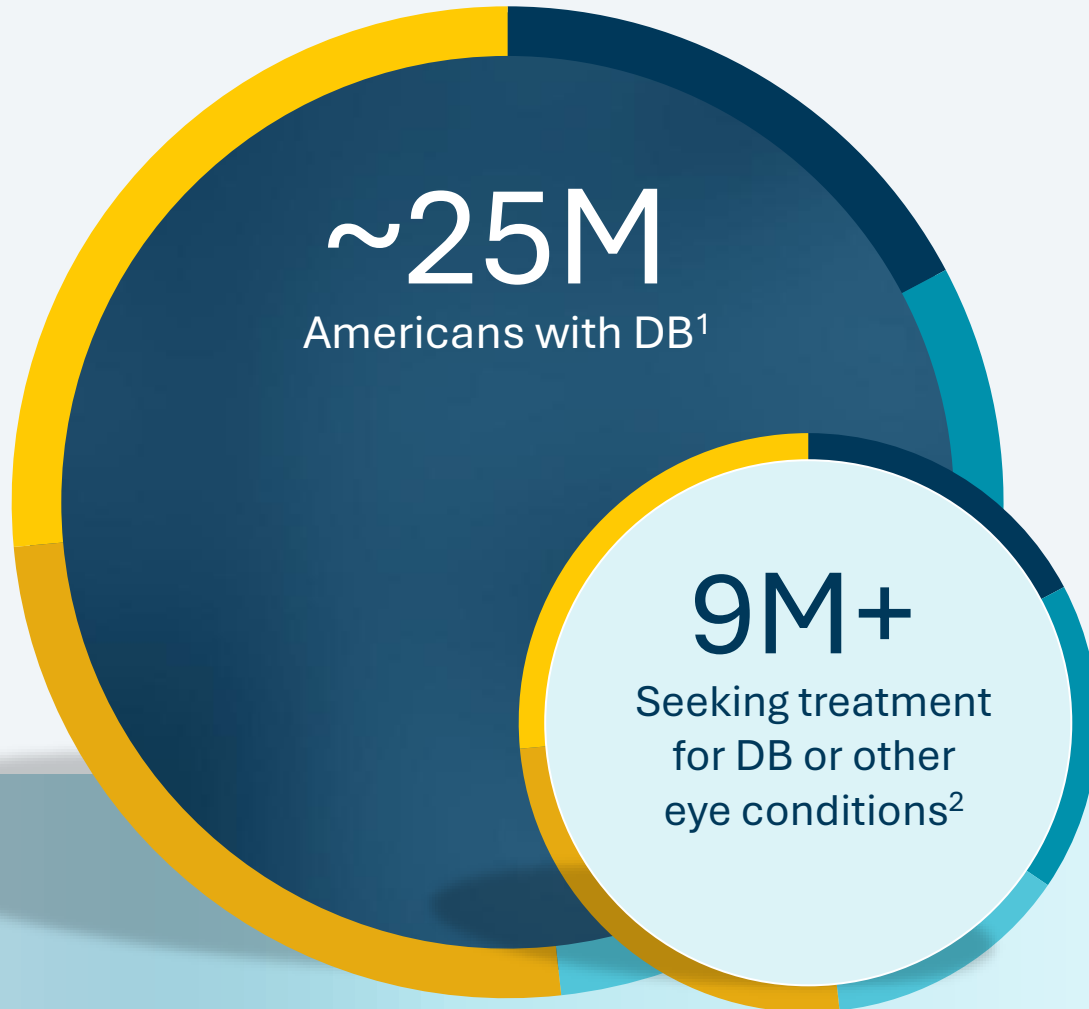 ~25M
Americans with DB¹
9M+
Seeking treatment
for DB or other
eye conditions²